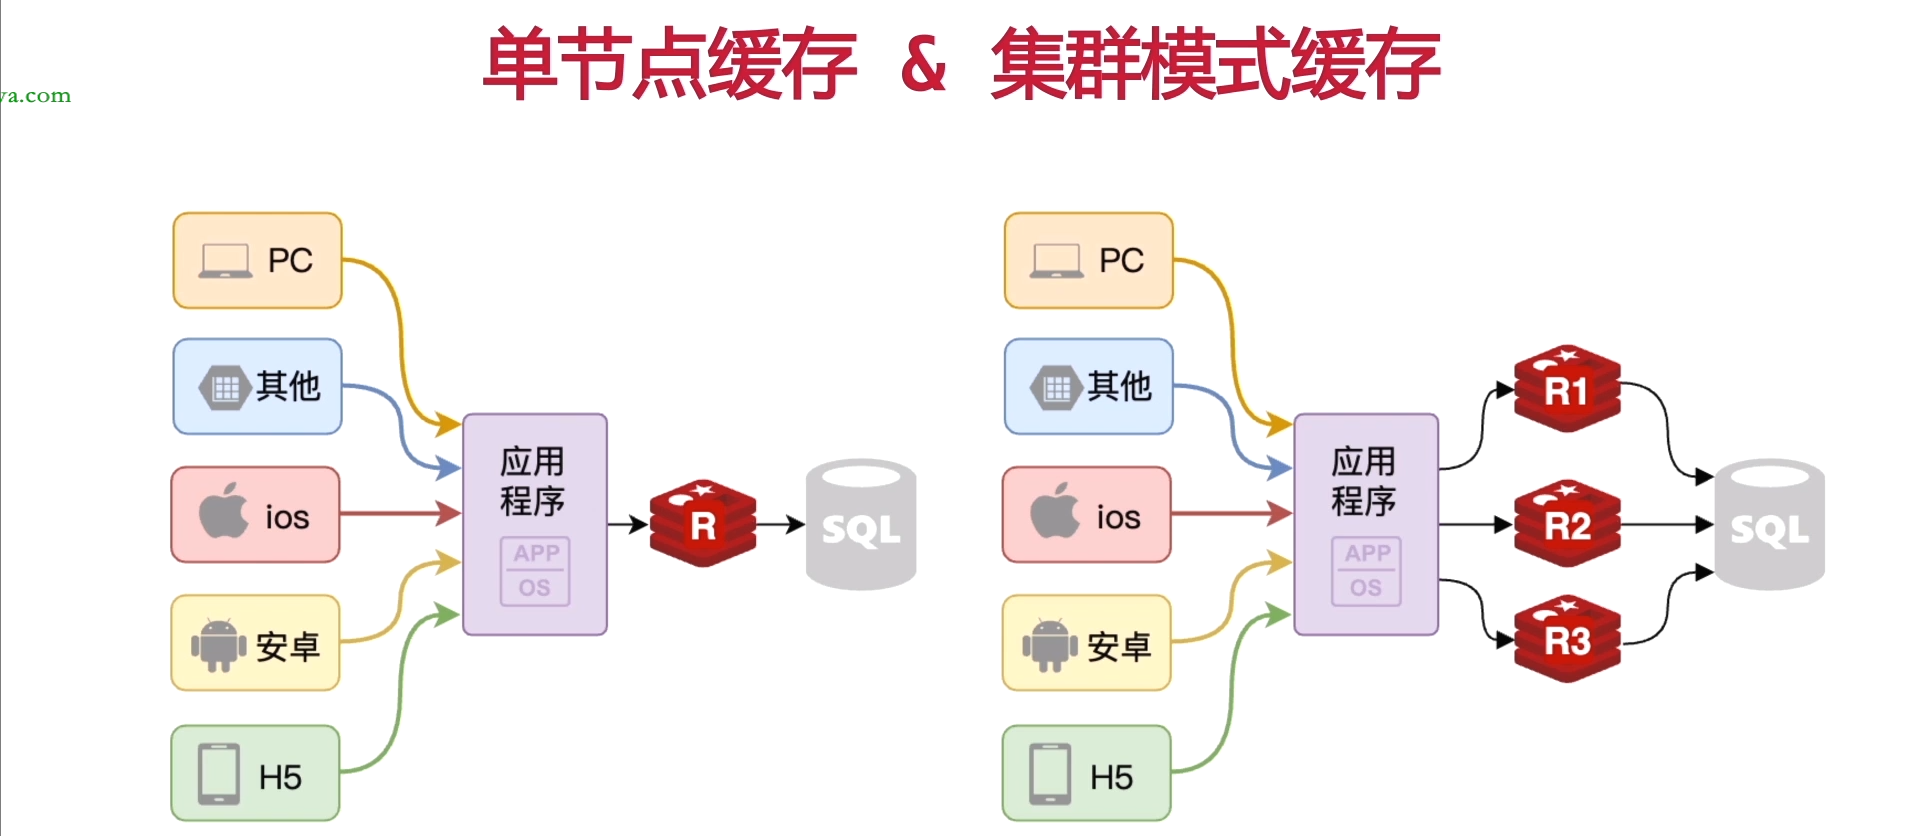 单节点缓存 & 集群模式缓存
va.com
PC
其他
ios
安卓
H5
应用
程序
APP
OS
R
SQL
PC
其他
ios
安卓
H5
应用
程序
APP
OS
R1
R2
R3
SQL